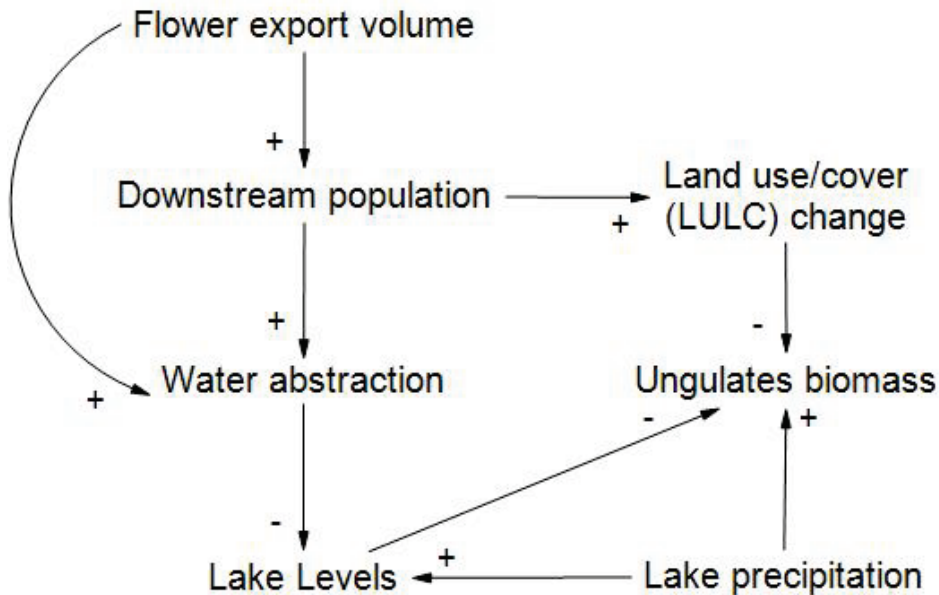 Flower export volume
+
Downstream population
+
Land use/cover
(LULC) change
+
-
Water abstraction
+
Ungulates biomass
-
+
-
Lake Levels
+
Lake precipitation